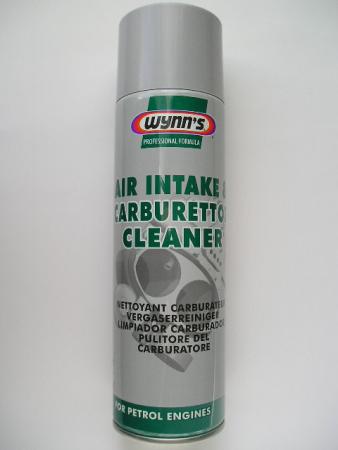 Wynn's
PROFESSIONAL FORMULA
AIR INTAKE &
CARBURETTOR
CLEANER
NETTOYANT CARBURATEUR
VERGASERREINIGER
LIMPIADOR CARBURADOR
PULITORE DEL
CARBURATORE
FOR PETROL ENGINES